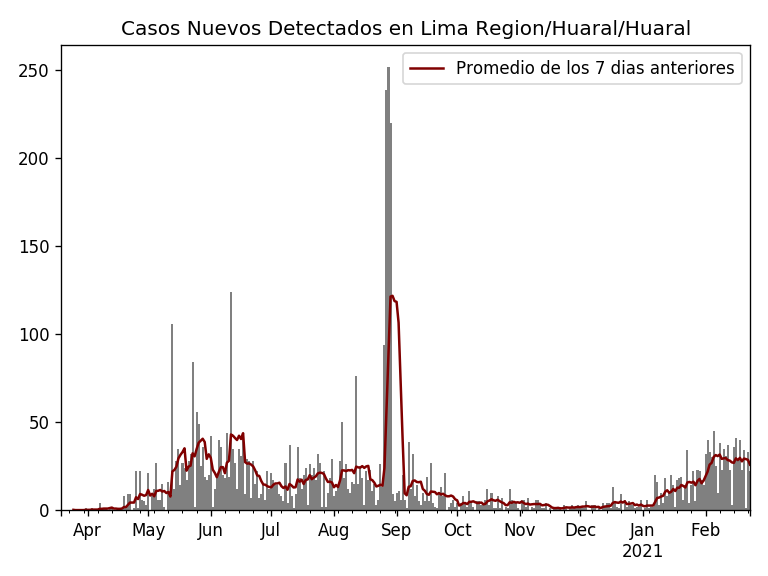 Casos Nuevos Detectados en Lima Region/Huaral/Huaral
Promedio de los 7 dias anteriores
250
200
150
100
50
0
Apr May Jun Jul Aug Sep Oct Nov Dec Jan Feb
2021